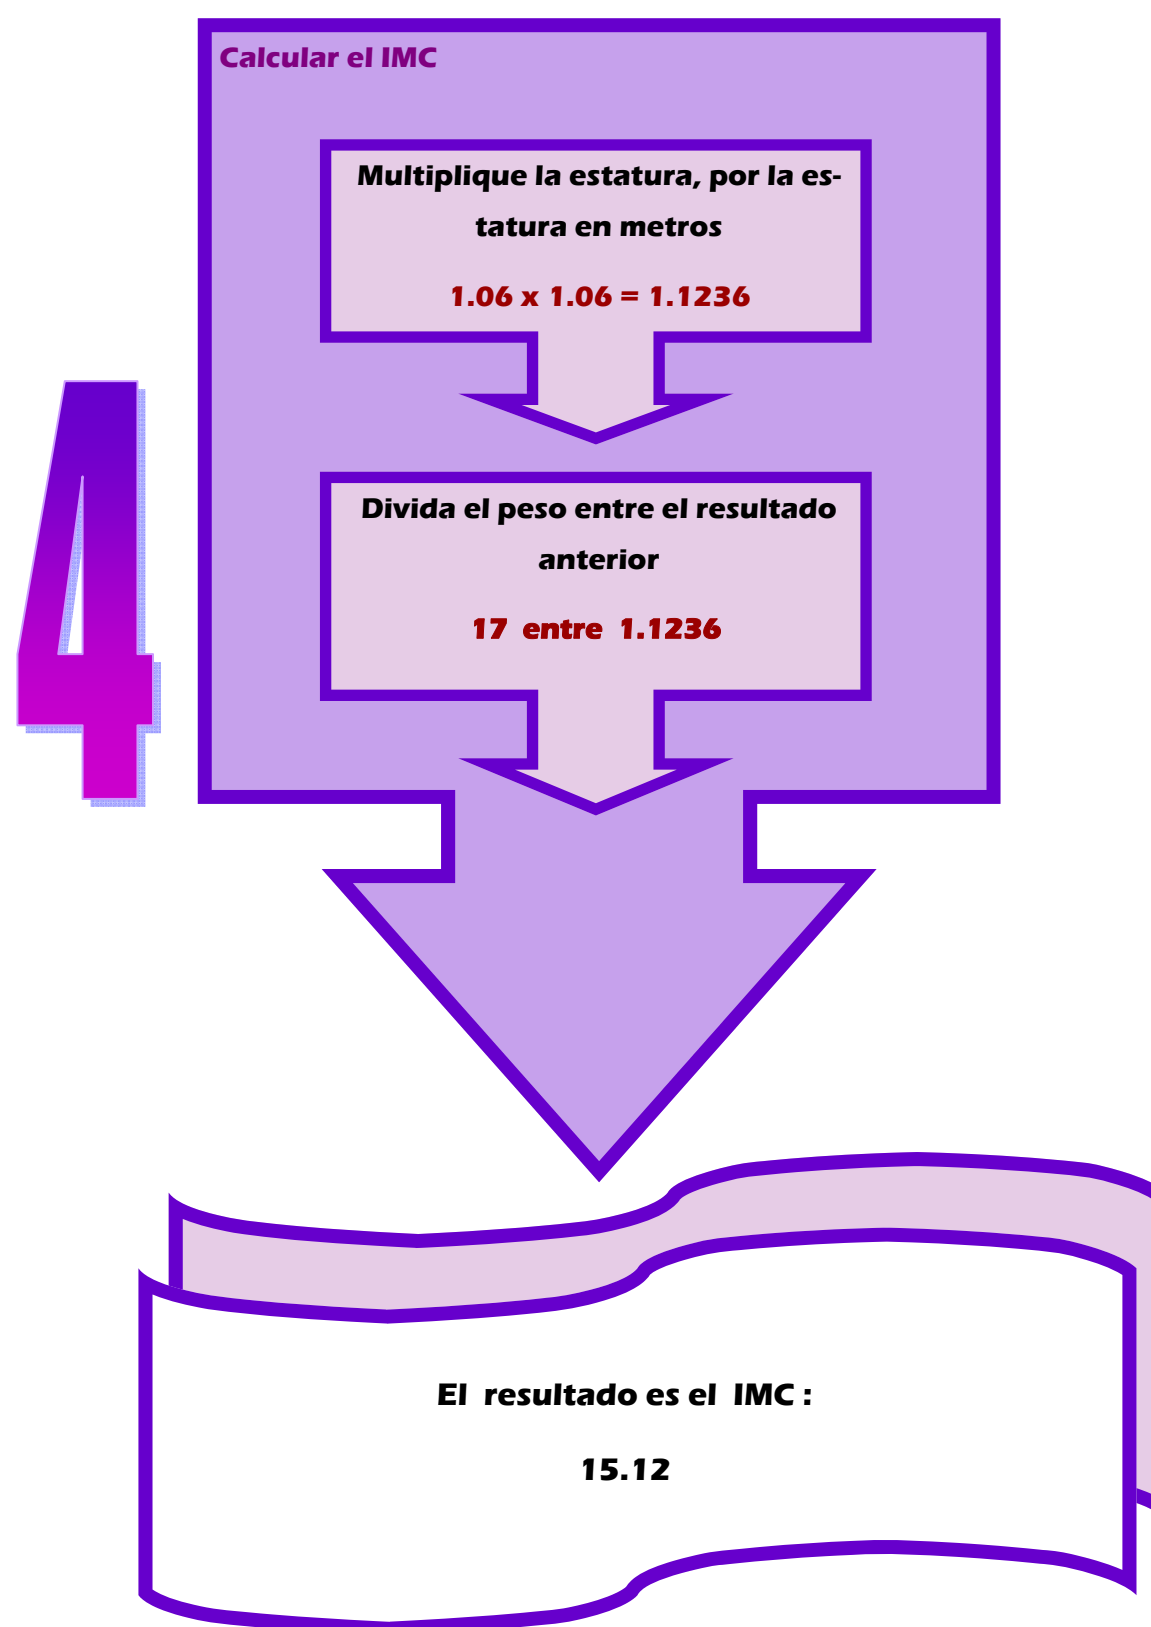 Calcular el IMC
Multiplique la estatura, por la es-
tatura en metros
1.06 x 1.06 = 1.1236
4
Divida el peso entre el resultado
anterior
17 entre 1.1236
El resultado es el IMC :
15.12